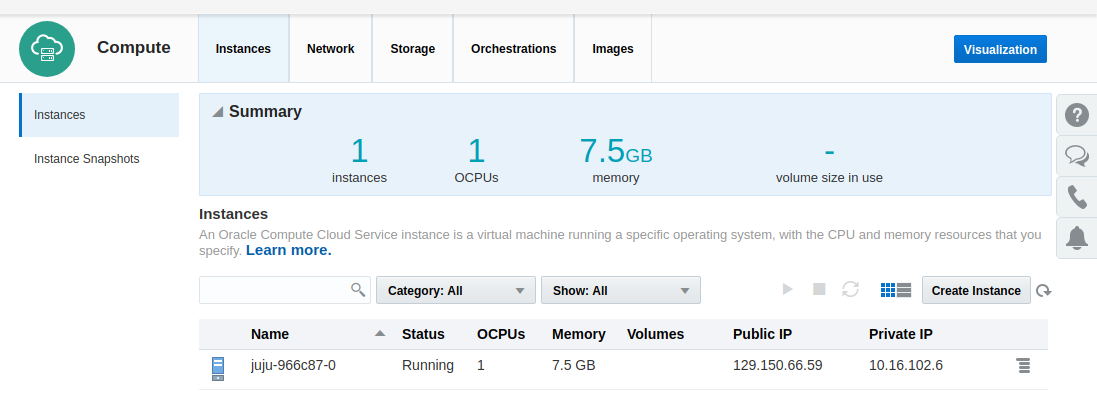 Compute
Instances Network Storage Orchestrations Images
Visualization
Instances
Instance Snapshots
Summary
1 1 7.5GB -
instances OCPUs memory volume size in use
Instances
An Oracle Compute Cloud Service instance is a virtual machine running a specific operating system, with the CPU and memory resources that you
specify. Learn more.
Category: All Show: All Create Instance
Name Status OCPUs Memory Volumes Public IP Private IP
juju-966c87-0 Running 1 7.5 GB 129.150.66.59 10.16.102.6